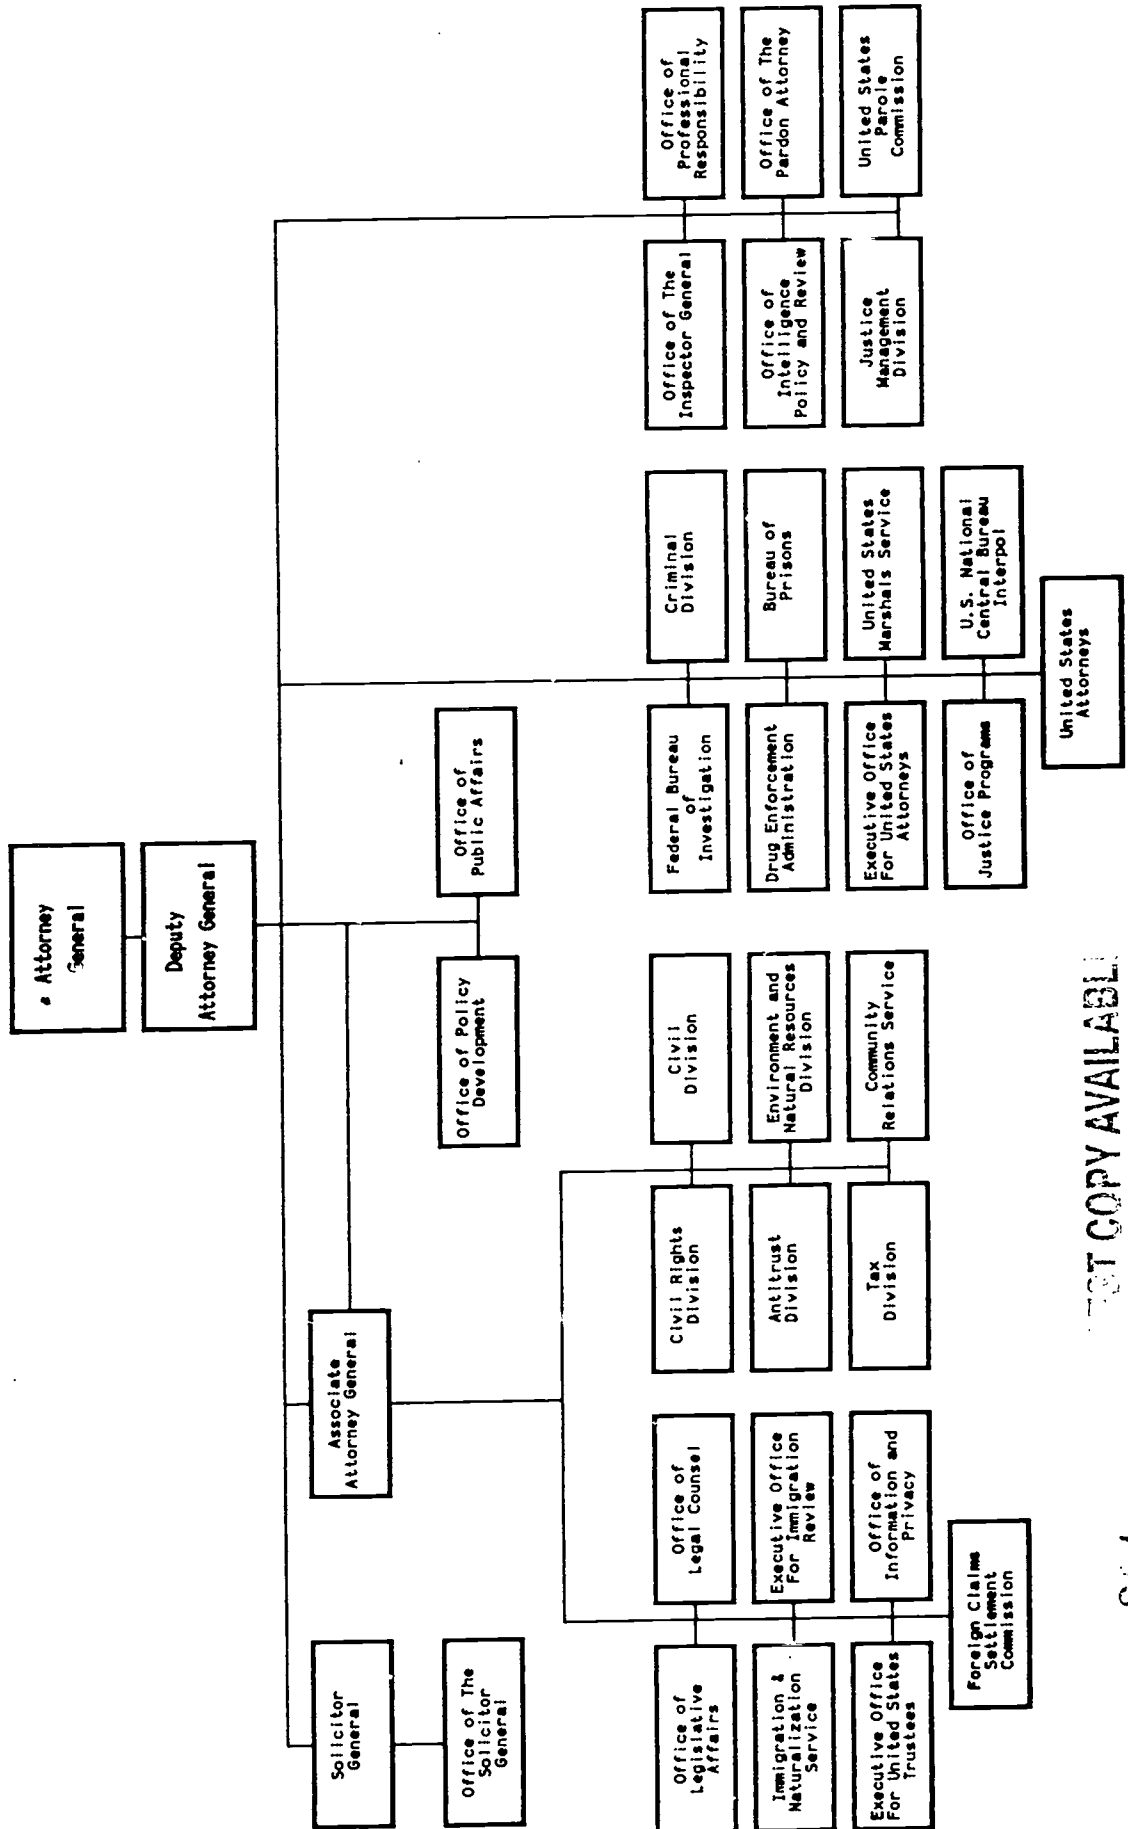 Attorney
General
Deputy
Attorney General
Solicitor
General
Office of The
Solicitor
General
Associate
Attorney General
Office of Policy
Development
Office of
Public Affairs
Office of
Legislative
Affairs
Office of
Legal Counsel
Immigration &
Naturalization
Service
Executive Office
For Immigration
Review
Executive Office
For United States
Trustees
Office of
Information and
Privacy
Foreign Claims
Settlement
Commission
Civil Rights
Division
Civil
Division
Antitrust
Division
Environment and
Natural Resources
Division
Tax
Division
Community
Relations Service
Federal Bureau
of
Investigation
Criminal
Division
Drug Enforcement
Administration
Bureau of
Prisons
Executive Office
For United States
Attorneys
United States
Marshals Service
Office of
Justice Programs
U.S. National
Central Bureau
Interpol
United States
Attorneys
Office of The
Inspector General
Office of
Professional
Responsibility
Office of
Intelligence
Policy and Review
Office of The
Pardon Attorney
Justice
Management
Division
United States
Parole
Commission
COPY AVAILABL